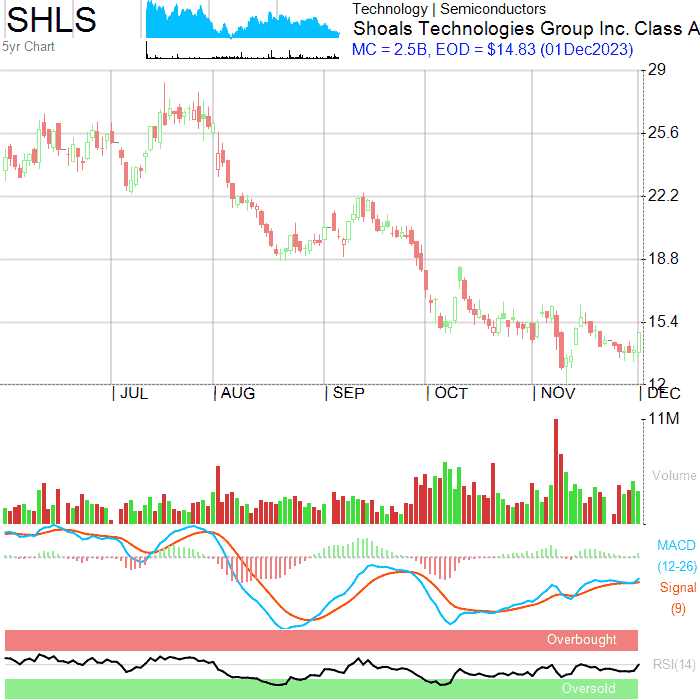 SHLS
5yr Chart
Technology | Semiconductors
Shoals Technologies Group Inc. Class A
MC = 2.5B, EOD = $14.83 (01Dec2023)
29
25.6
22.2
18.8
15.4
12
JUL AUG SEP OCT NOV DEC
11M
Volume
MACD
(12-26)
Signal
(9)
Overbought
RSI(14)
Oversold